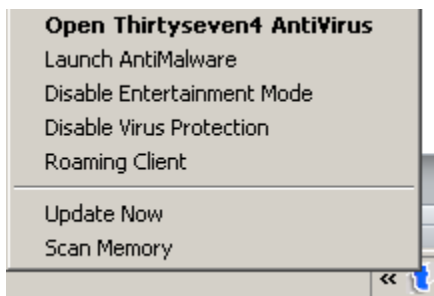 Open Thirtyseven4 AntiVirus
Launch AntiMalware
Disable Entertainment Mode
Disable Virus Protection
Roaming Client
Update Now
Scan Memory
«
t